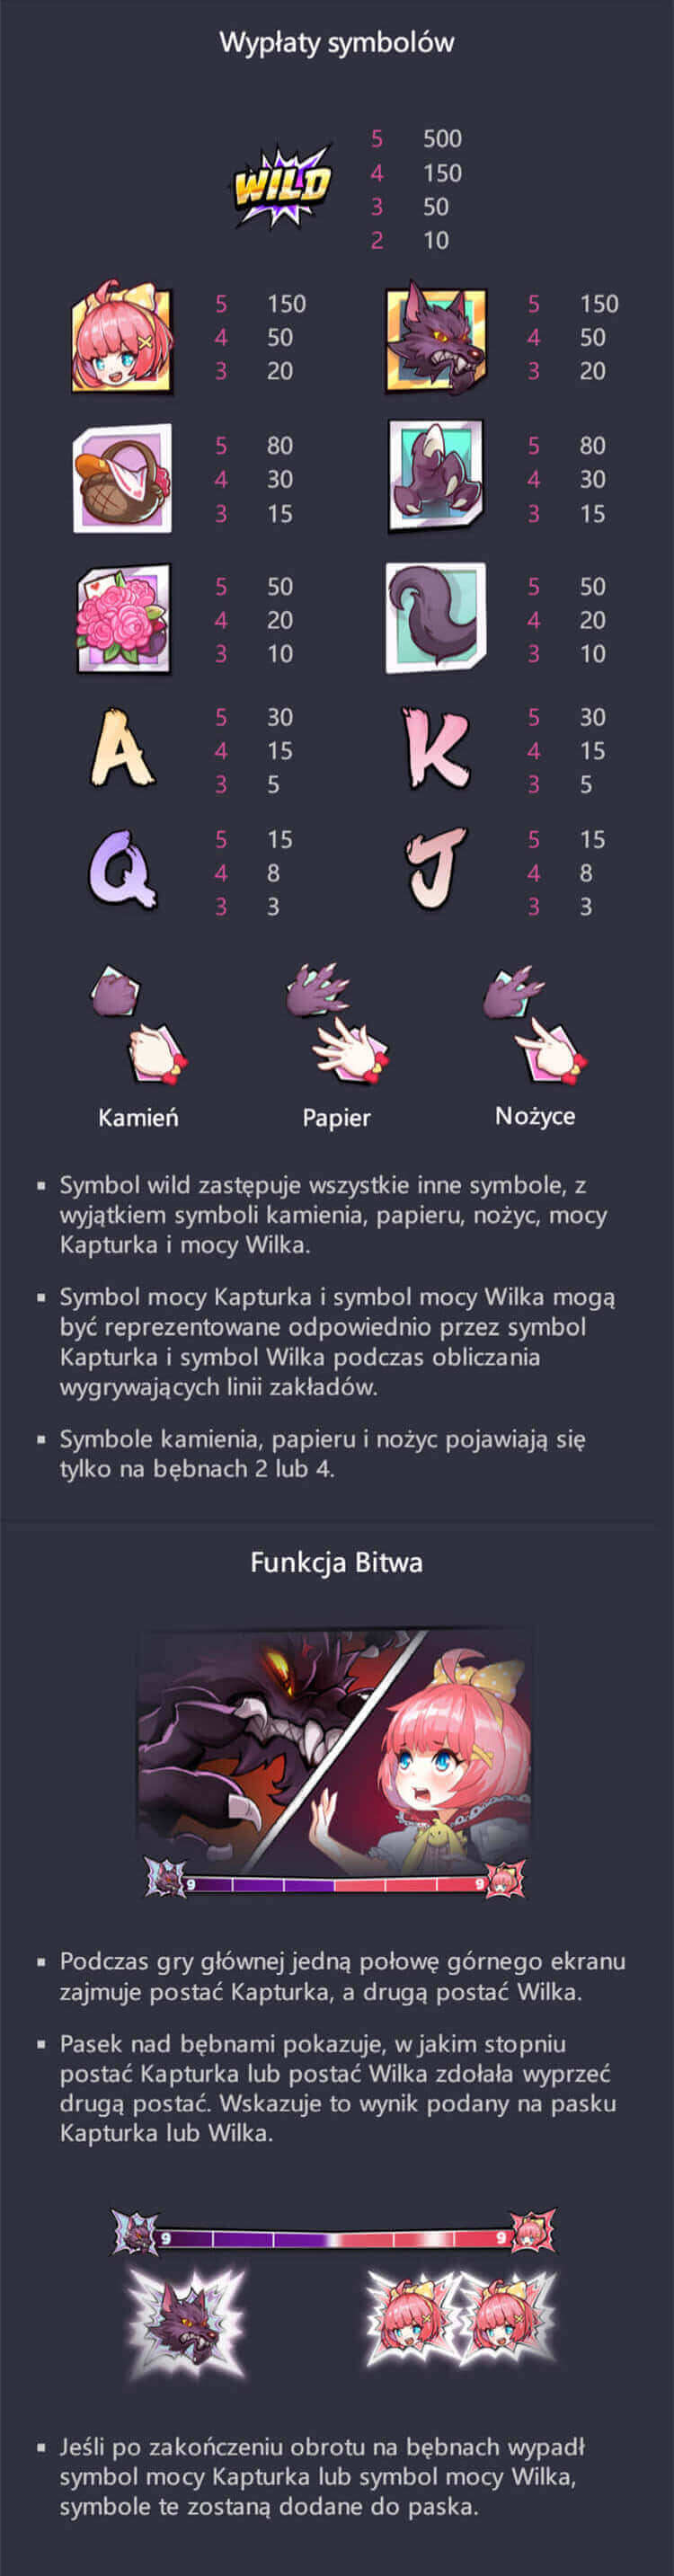 Wypłaty symbolów
WILD
5 500
4 150
3 50
2 10
5 150
4 50
3 20
5 150
4 50
3 20
5 80
4 30
3 15
5 80
4 30
3 15
5 50
4 20
3 10
5 50
4 20
3 10
A
5 30
4 15
3 5
K
5 30
4 15
3 5
Q
5 15
4 8
3 3
J
5 15
4 8
3 3
Kamień
Papier
Nożyce
▪ Symbol wild zastępuje wszystkie inne symbole, z
wyjątkiem symboli kamienia, papieru, nożyc, mocy
Kapturka i mocy Wilka.
▪ Symbol mocy Kapturka i symbol mocy Wilka mogą
być reprezentowane odpowiednio przez symbol
Kapturka i symbol Wilka podczas obliczania
wygrywających linii zakładów.
▪ Symbole kamienia, papieru i nożyc pojawiają się
tylko na bębnach 2 lub 4.
Funkcja Bitwa
9 9
▪ Podczas gry głównej jedną połowę górnego ekranu
zajmuje postać Kapturka, a drugą postać Wilka.
▪ Pasek nad bębnami pokazuje, w jakim stopniu
postać Kapturka lub postać Wilka zdołała wyprzeć
drugą postać. Wskazuje to wynik podany na pasku
Kapturka lub Wilka.
9 9
▪ Jeśli po zakończeniu obrotu na bębnach wypadł
symbol mocy Kapturka lub symbol mocy Wilka,
symbole te zostaną dodane do paska.